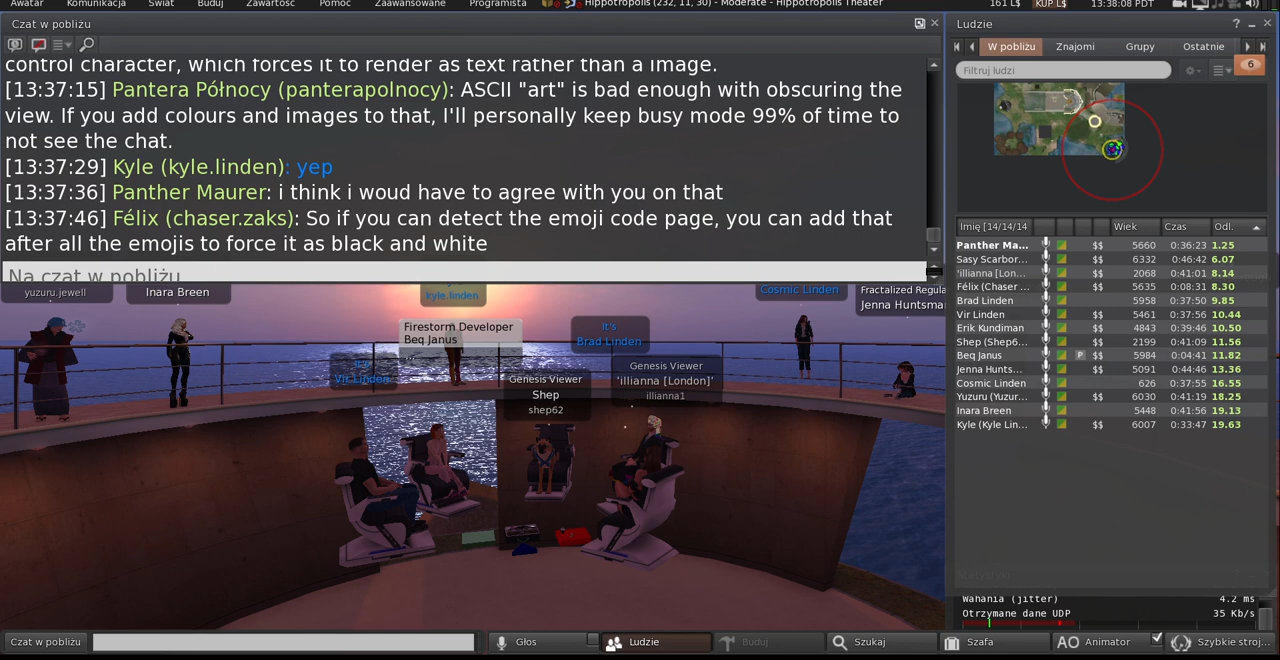 Awatar Komunikacja Świat Buduj Zawartość Pomoc Zaawansowane Programista Hippotropolis (232, 11, 30) - Moderate - Hippotropolis Theater 161 L$ KUP L$ 13:38:08 PDT
Czat w pobliżu
control character, which forces it to render as text rather than a image.
[13:37:15] Pantera Północy (panterapolnocy): ASCII "art" is bad enough with obscuring the
view. If you add colours and images to that, I'll personally keep busy mode 99% of time to
not see the chat.
[13:37:29] Kyle (kyle.linden): yep
[13:37:36] Panther Maurer: i think i woud have to agree with you on that
[13:37:46] Félix (chaser.zaks): So if you can detect the emoji code page, you can add that
after all the emojis to force it as black and white
Na czat w pobliżu
yuzuru.jewell
Inara Breen
kyle.linden
Cosmic Linden
Fractalized Regula
Jenna Huntsma
Firestorm Developer
Beq Janus
It's
Brad Linden
Vir Linden
Genesis Viewer
Shep
shep62
Genesis Viewer
'illianna [London]'
illianna1
Ludzie
W pobliżu Znajomi Grupy Ostatnie
Filtruj ludzi
6
Imię [14/14/14 Wiek Czas Odl.
Panther Ma... $$ 5660 0:36:23 1.25
Sasy Scarbor... $$ 6332 0:46:42 6.07
'illianna [Lon... $$ 2068 0:41:01 8.14
Félix (Chaser ... $$ 5635 0:08:31 8.30
Brad Linden $$ 5958 0:37:50 9.85
Vir Linden $$ 5461 0:37:56 10.44
Erik Kundiman $$ 4843 0:39:46 10.50
Shep (Shep6... $$ 2199 0:41:09 11.56
Beq Janus P $$ 5984 0:04:41 11.82
Jenna Hunts... $$ 5091 0:44:46 13.36
Cosmic Linden 626 0:37:55 16.55
Yuzuru (Yuzur... $$ 6030 0:41:19 18.25
Inara Breen 5448 0:41:56 19.13
Kyle (Kyle Lin... $$ 6007 0:33:47 19.63
Wahania (jitter) 4.2 ms
Otrzymane dane UDP 35 Kb/s
Czat w pobliżu Głos Ludzie Buduj Szukaj Szafa AO Animator Szybkie stroj...